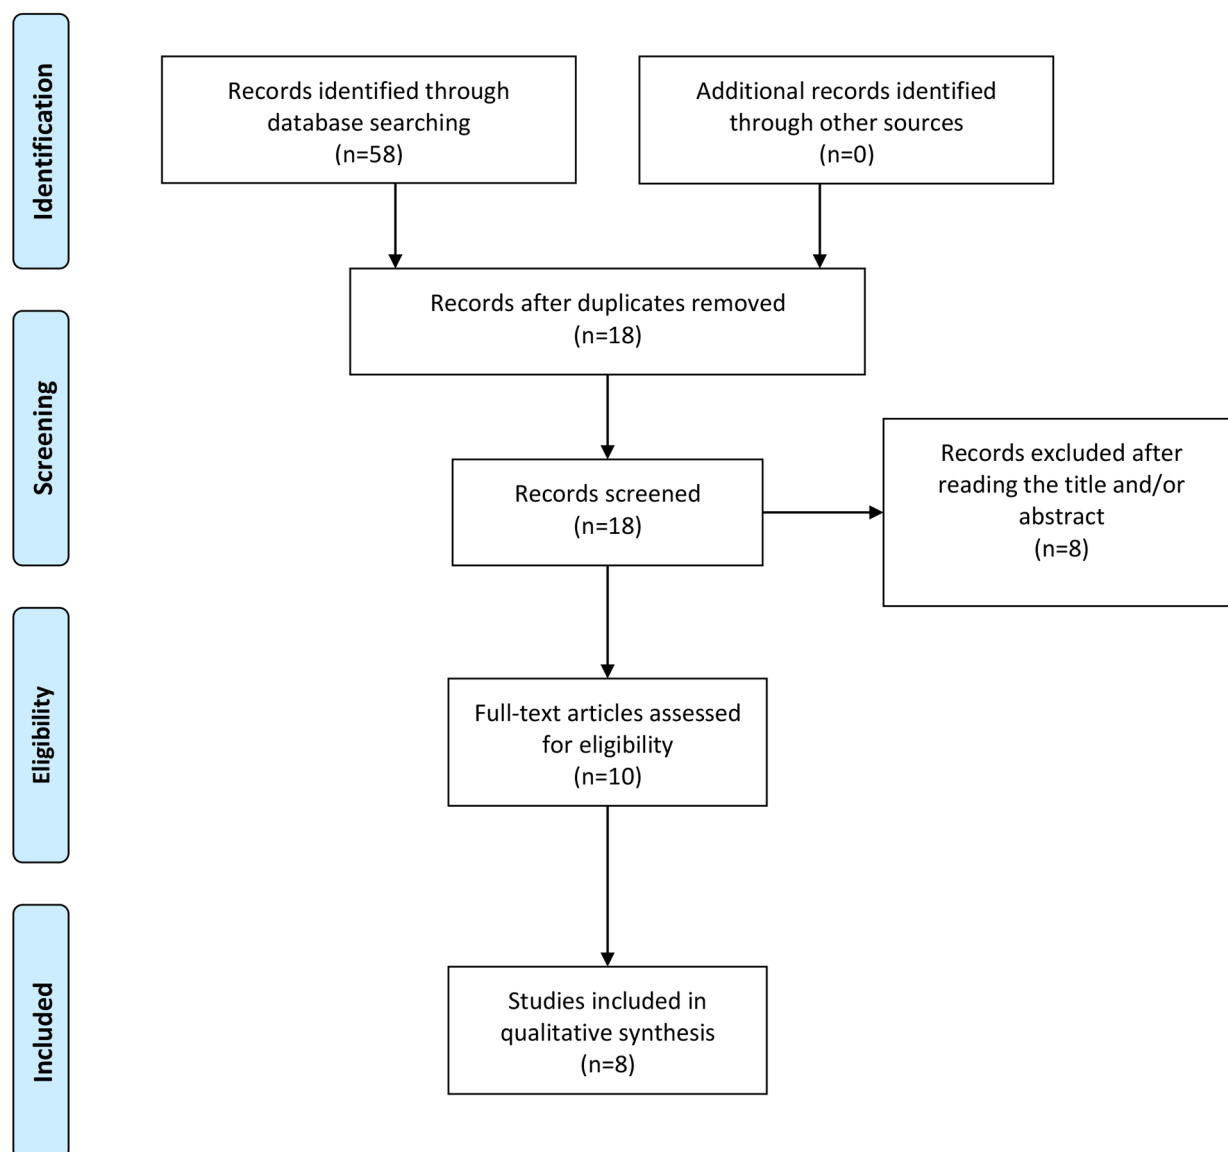 Identification
Records identified through
database searching
(n=58)
Additional records identified
through other sources
(n=0)
Records after duplicates removed
(n=18)
Screening
Records screened
(n=18)
Records excluded after
reading the title and/or
abstract
(n=8)
Eligibility
Full-text articles assessed
for eligibility
(n=10)
Included
Studies included in
qualitative synthesis
(n=8)